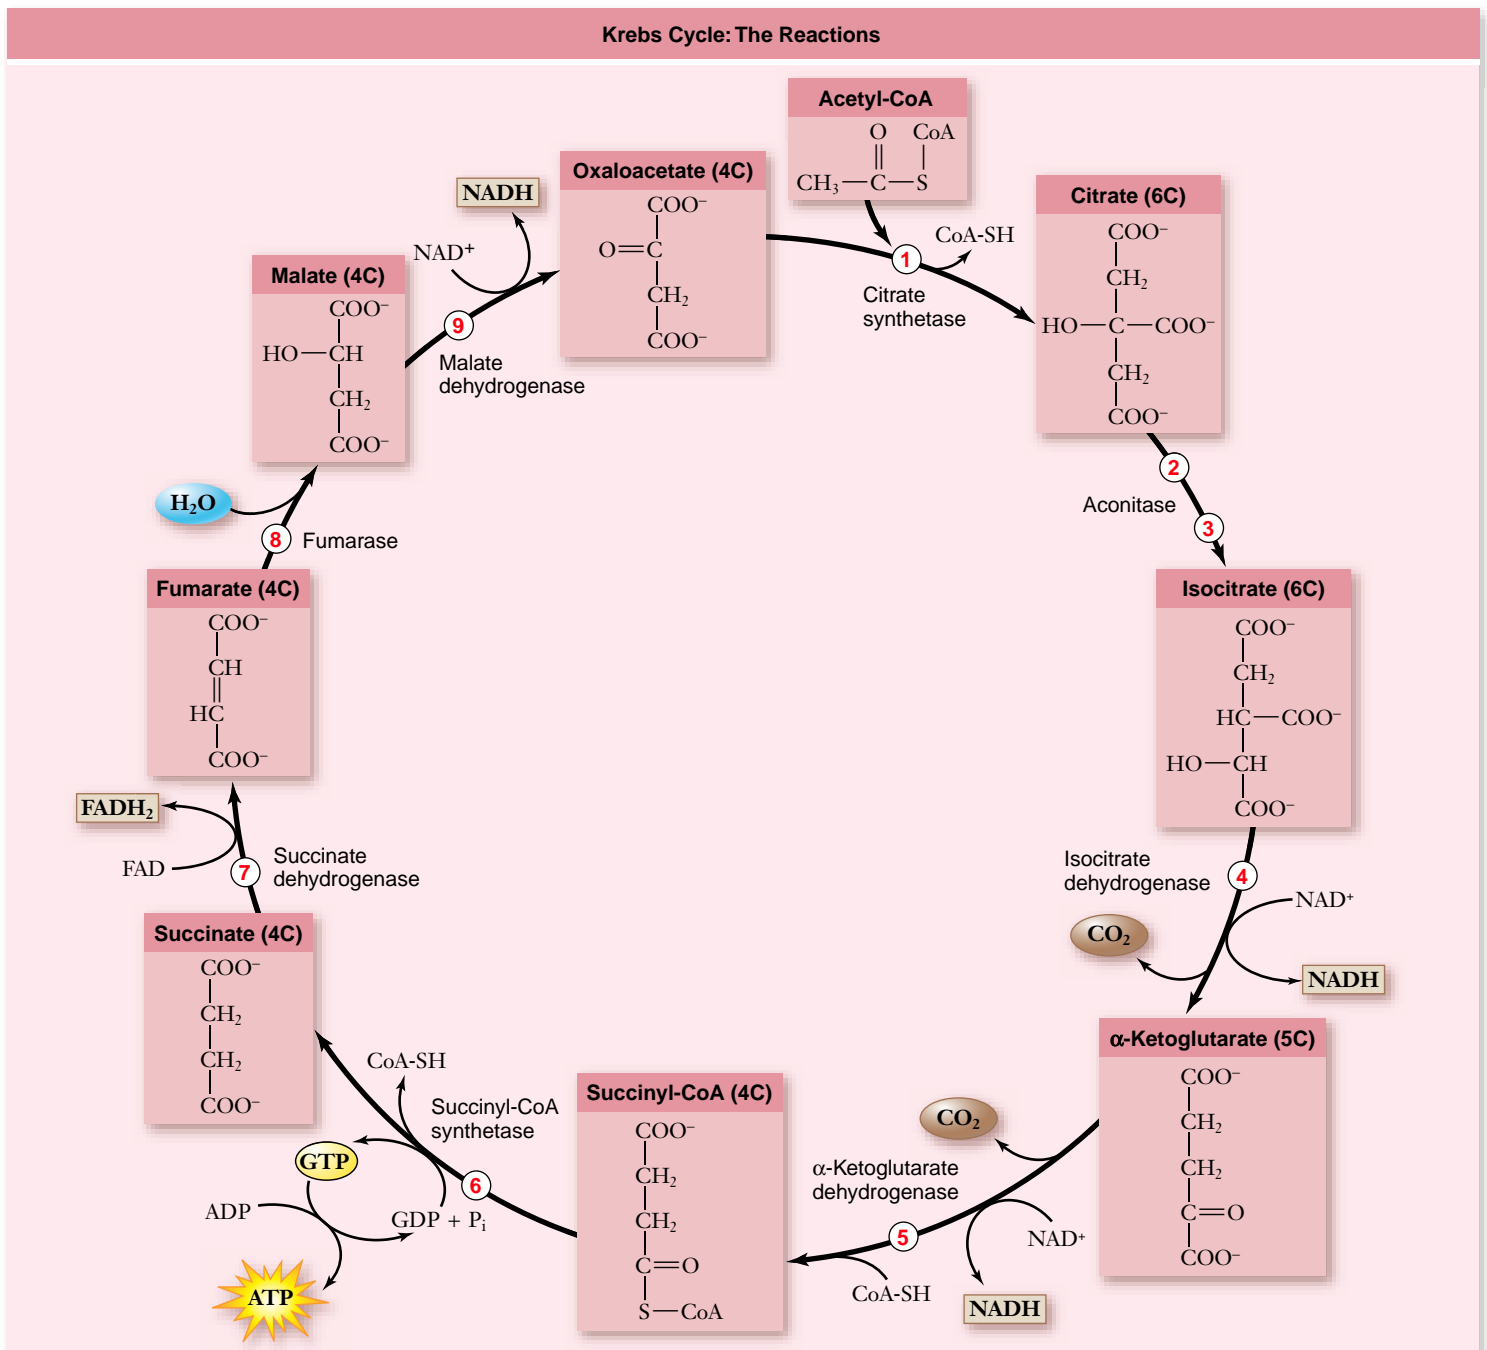 Krebs Cycle: The Reactions
Acetyl-CoA
O CoA
CH₃—C—S
Oxaloacetate (4C)
COO⁻
O=C
CH₂
COO⁻
CoA-SH
1
Citrate
synthetase
Citrate (6C)
COO⁻
CH₂
HO—C—COO⁻
CH₂
COO⁻
2
Aconitase
3
Isocitrate (6C)
COO⁻
CH₂
HC—COO⁻
HO—CH
COO⁻
Isocitrate
dehydrogenase
4
NAD⁺
CO₂
NADH
α-Ketoglutarate (5C)
COO⁻
CH₂
CH₂
C=O
COO⁻
CO₂
α-Ketoglutarate
dehydrogenase
5
NAD⁺
CoA-SH
NADH
Succinyl-CoA (4C)
COO⁻
CH₂
CH₂
C=O
S—CoA
CoA-SH
Succinyl-CoA
synthetase
6
GTP
GDP + Pᵢ
ADP
ATP
Succinate (4C)
COO⁻
CH₂
CH₂
COO⁻
7
Succinate
dehydrogenase
FADH₂
FAD
Fumarate (4C)
COO⁻
CH
HC
COO⁻
8
Fumarase
H₂O
Malate (4C)
COO⁻
HO—CH
CH₂
COO⁻
9
Malate
dehydrogenase
NAD⁺
NADH